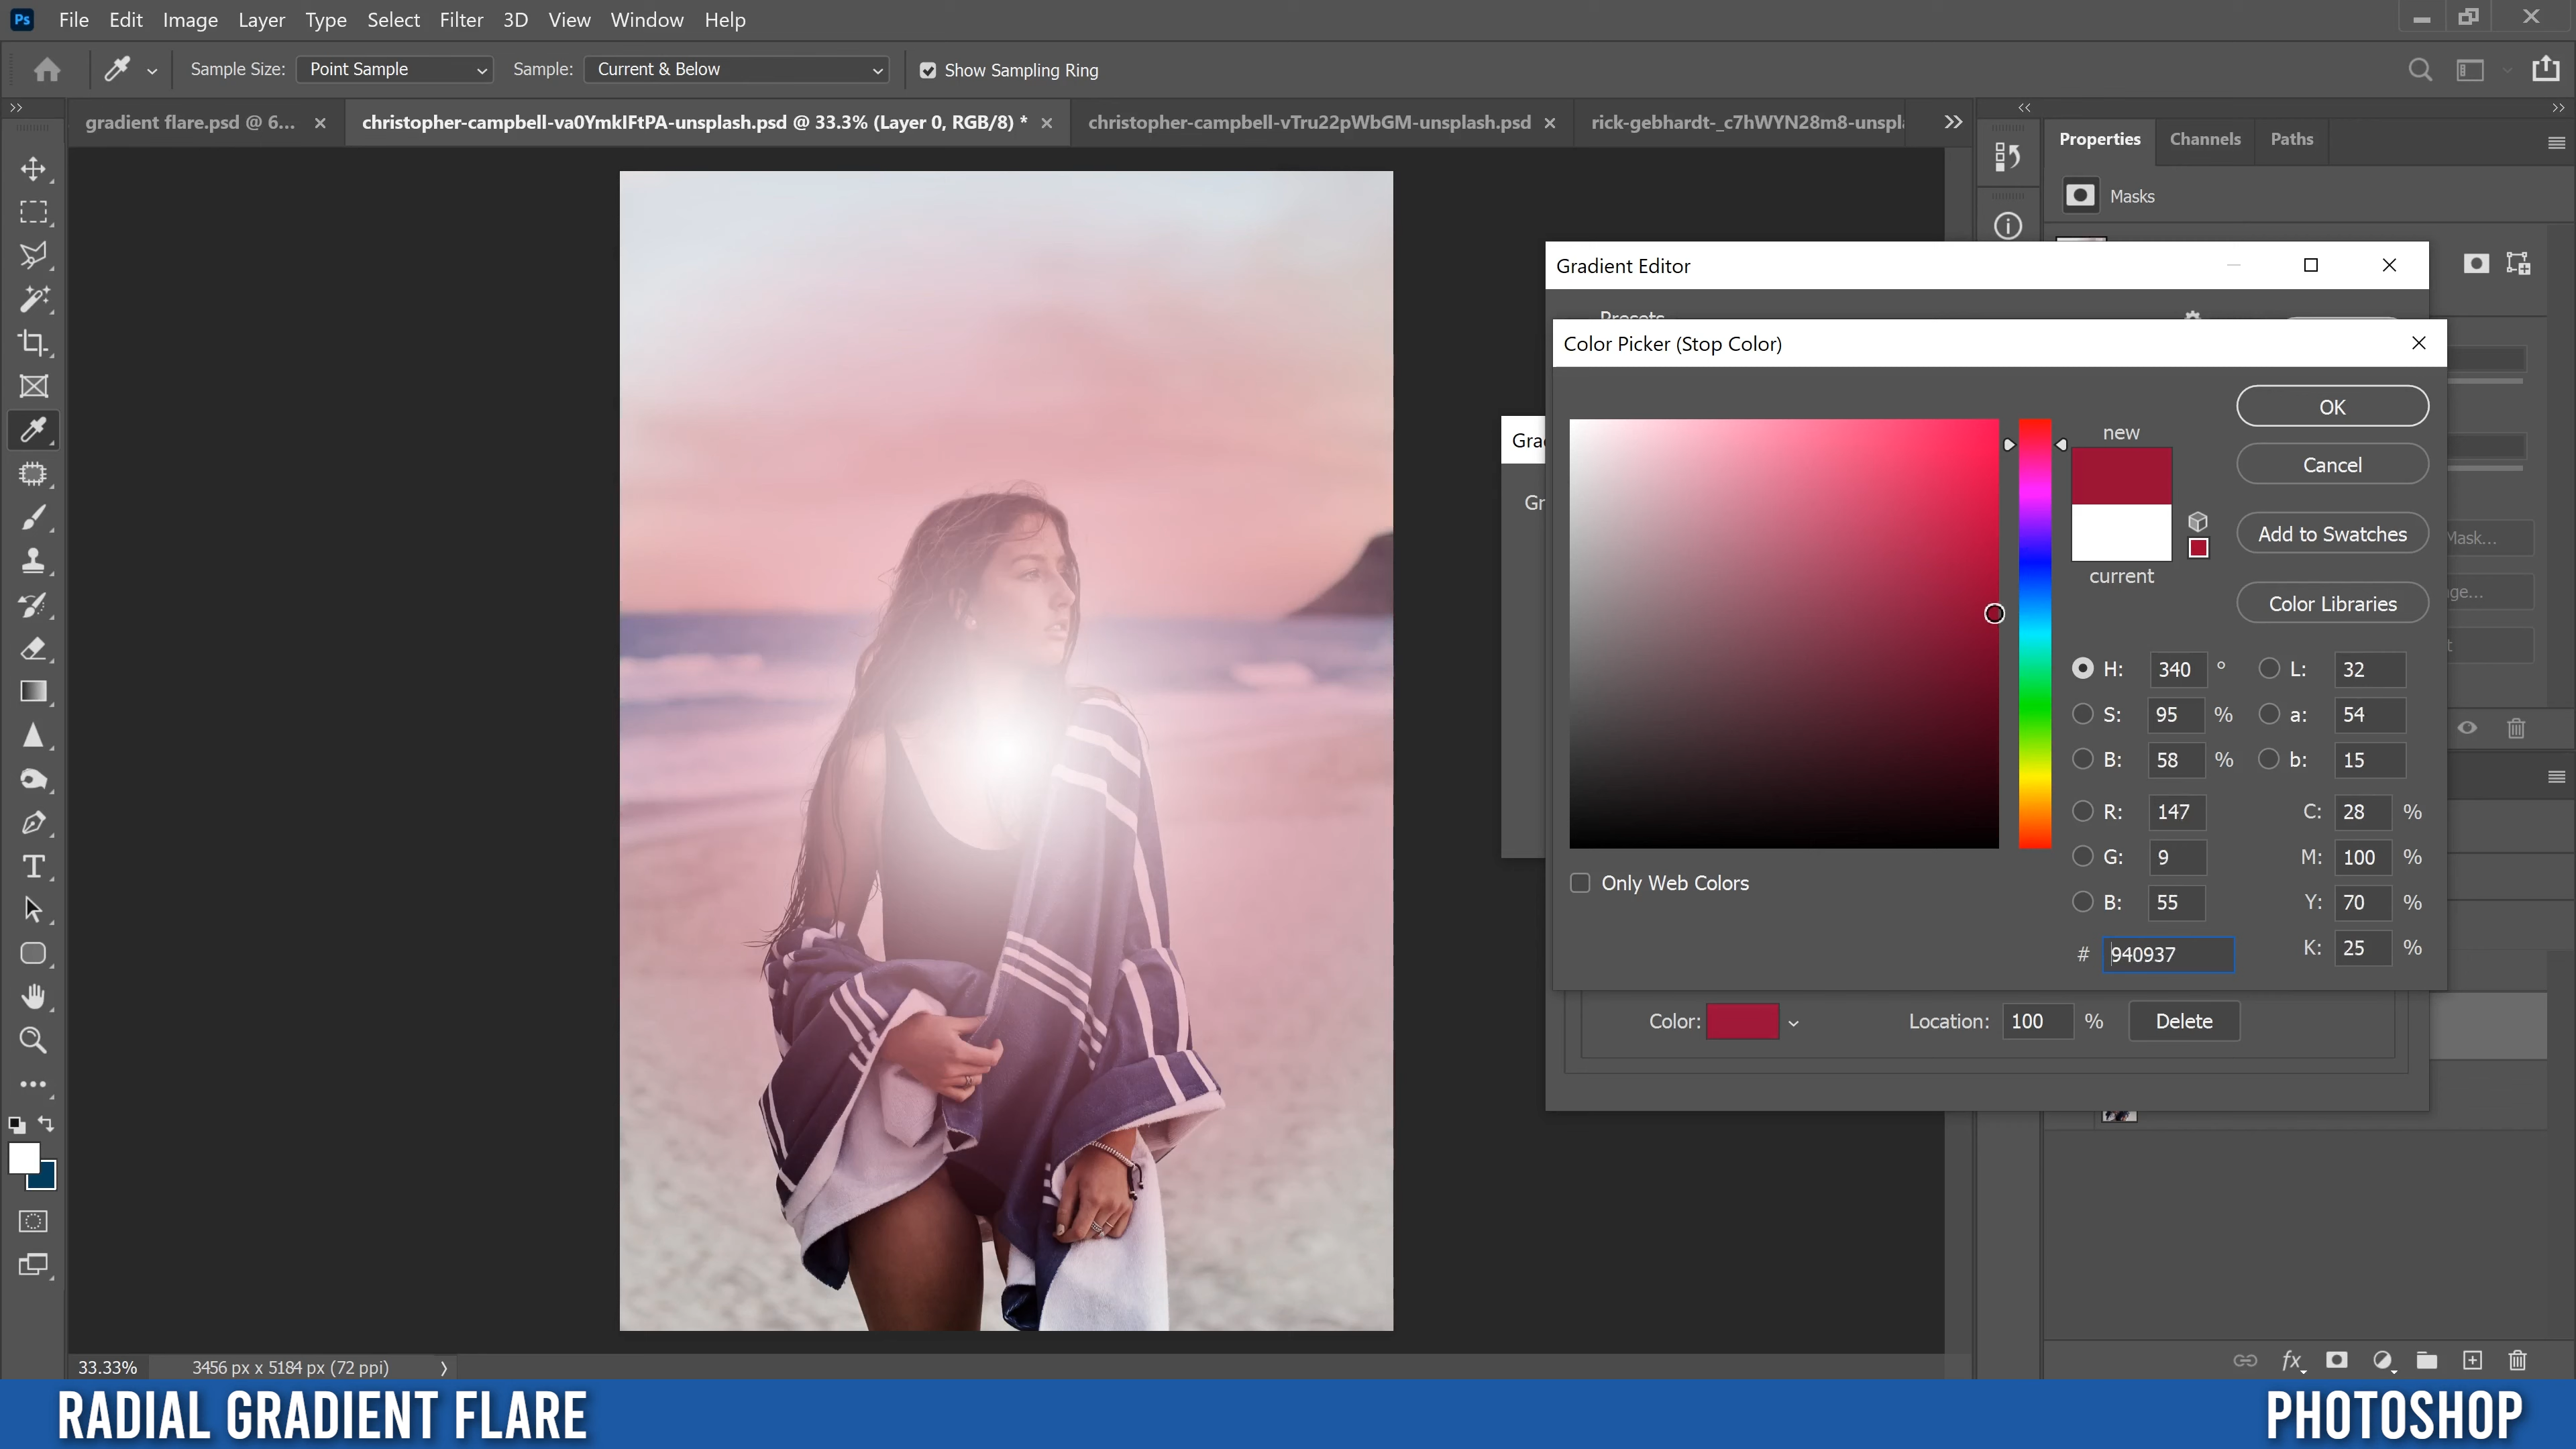 Ps File Edit Image Layer Type Select Filter 3D View Window Help
Sample Size: Point Sample Sample: Current & Below Show Sampling Ring
gradient flare.psd @ 6... × christopher-campbell-va0YmkIFtPA-unsplash.psd @ 33.3% (Layer 0, RGB/8) * × christopher-campbell-vTru22pWbGM-unsplash.psd × rick-gebhardt-_c7hWYN28m8-unspl
Properties Channels Paths
Masks
Gradient Editor
Presets
Color Picker (Stop Color)
OK
new
Cancel
Add to Swatches
Mask...
current
ge...
Color Libraries
H: 340 ° L: 32
S: 95 % a: 54
B: 58 % b: 15
R: 147 C: 28 %
G: 9 M: 100 %
Only Web Colors
B: 55 Y: 70 %
# 940937 K: 25 %
Color: Location: 100 % Delete
33.33% 3456 px x 5184 px (72 ppi)
fx
RADIAL GRADIENT FLARE
PHOTOSHOP